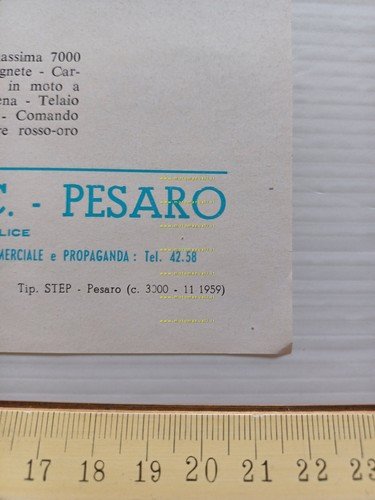 assima 7000
gnete - Car-
in moto a
ena - Telaio
- Comando
re rosso-oro
C. - PESARO
LICE
MERCIALE e PROPAGANDA : Tel. 42.58
Tip. STEP - Pesaro (c. 3000 - 11 1959)
17 18 19 20 21 22 23